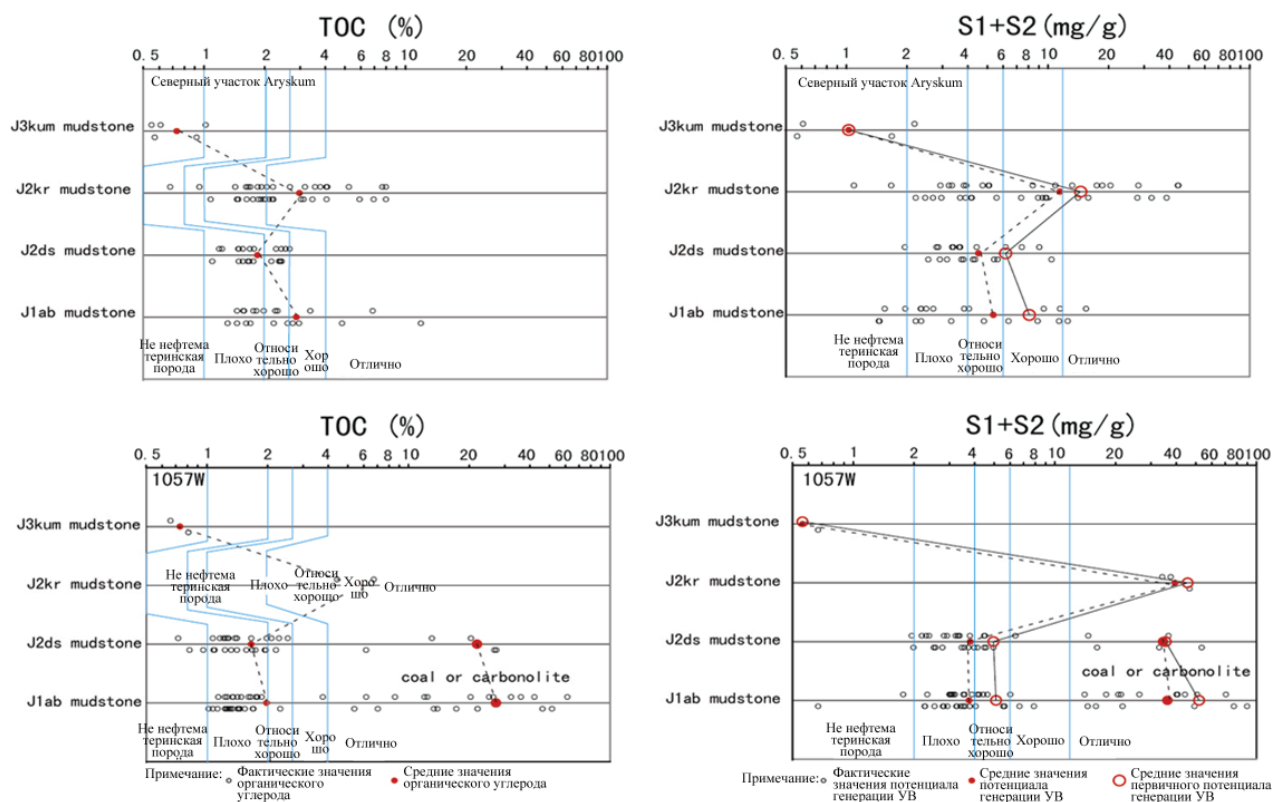 TOC (%)
0.5 1 2 4 10 20 40 60 80100
Северный участок Aryskum
J3kum mudstone
J2kr mudstone
J2ds mudstone
J1ab mudstone
Не нефтема
теринская
порода
Плохо
Относи
тельно
хорошо
Хор
ошо
Отлично
S1+S2(mg/g)
0.5 1 2 4 6 10 20 40 60 80100
Северный участок Aryskum
J3kum mudstone
J2kr mudstone
J2ds mudstone
J1ab mudstone
Не нефтема
теринская
порода
Плохо
Относи
тельно
хорошо
Хорошо
Отлично
TOC (%)
0.5 1 2 4 10 20 40 60 80100
1057W
J3kum mudstone
J2kr mudstone
Не нефтема
теринская
порода
Плохо
Относи
тельно
хорошо
Хоро
шо
Отлично
J2ds mudstone
coal or carbonolite
J1ab mudstone
Не нефтема
теринская
порода
Плохо
Относи
тельно
хорошо
Хоро
шо
Отлично
Примечание:
Фактические значения
органического
углерода
Средние значения
органического углерода
S1+S2(mg/g)
0.5 1 2 4 6 10 20 40 60 80100
1057W
J3kum mudstone
J2kr mudstone
J2ds mudstone
coal or carbonolite
J1ab mudstone
Не нефтема
теринская
порода
Плохо
Относи
тельно
хорошо
Хорошо
Отлично
Примечание:
Фактические
значения потенциала
генерации УВ
Средние значения
потенциала
генерации УВ
Средние значения
первичного потенциала
генерации УВ